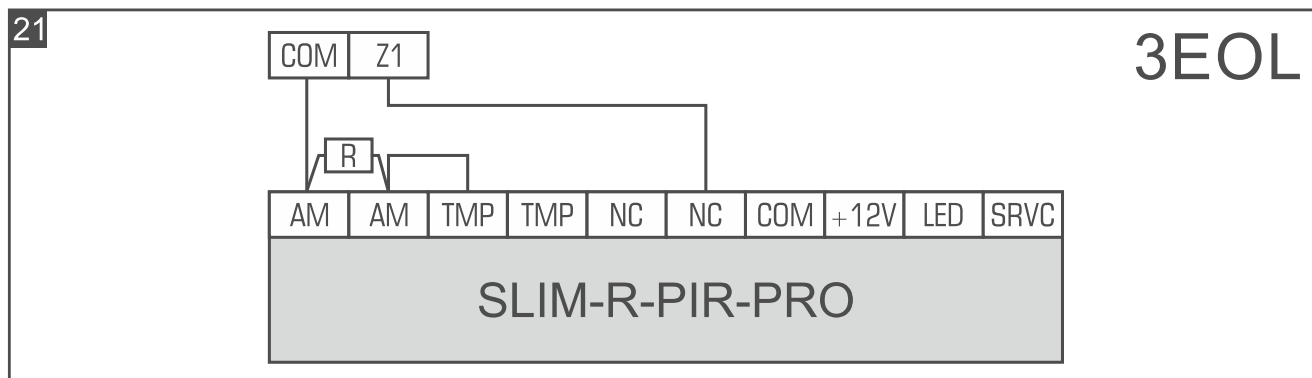 21
3EOL
COM Z1
R
AM AM TMP TMP NC NC COM +12V LED SRVC
SLIM-R-PIR-PRO